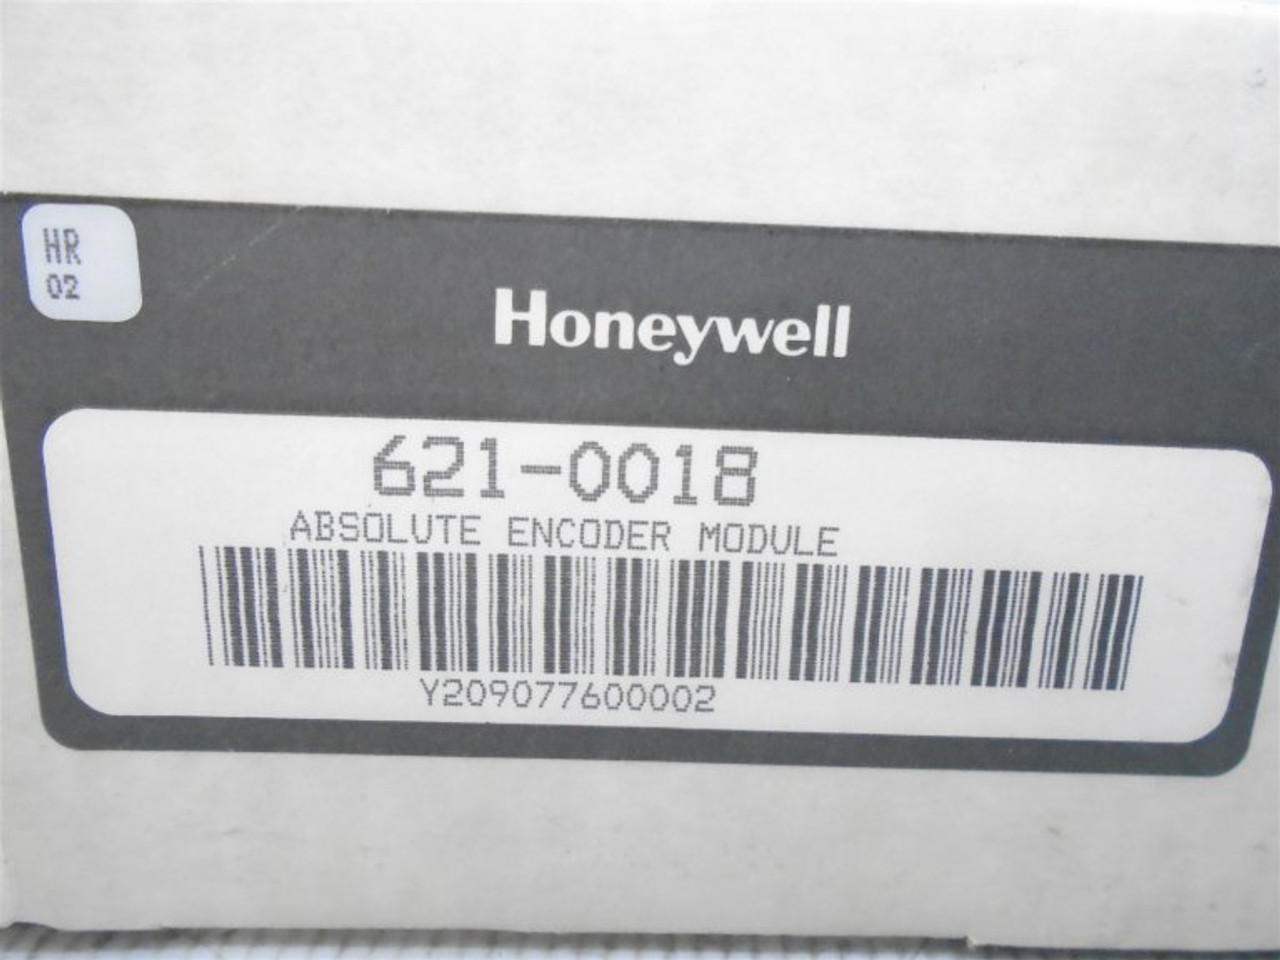 HR
02
Honeywell
621-0018
ABSOLUTE ENCODER MODULE
Y209077600002